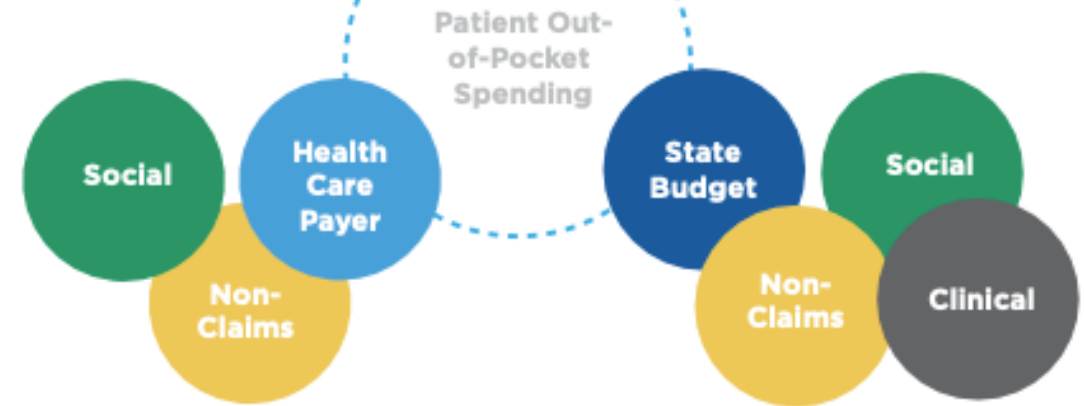 Patient Out-
of-Pocket
Spending
Social
Health
Care
Payer
Non-
Claims
State
Budget
Social
Non-
Claims
Clinical